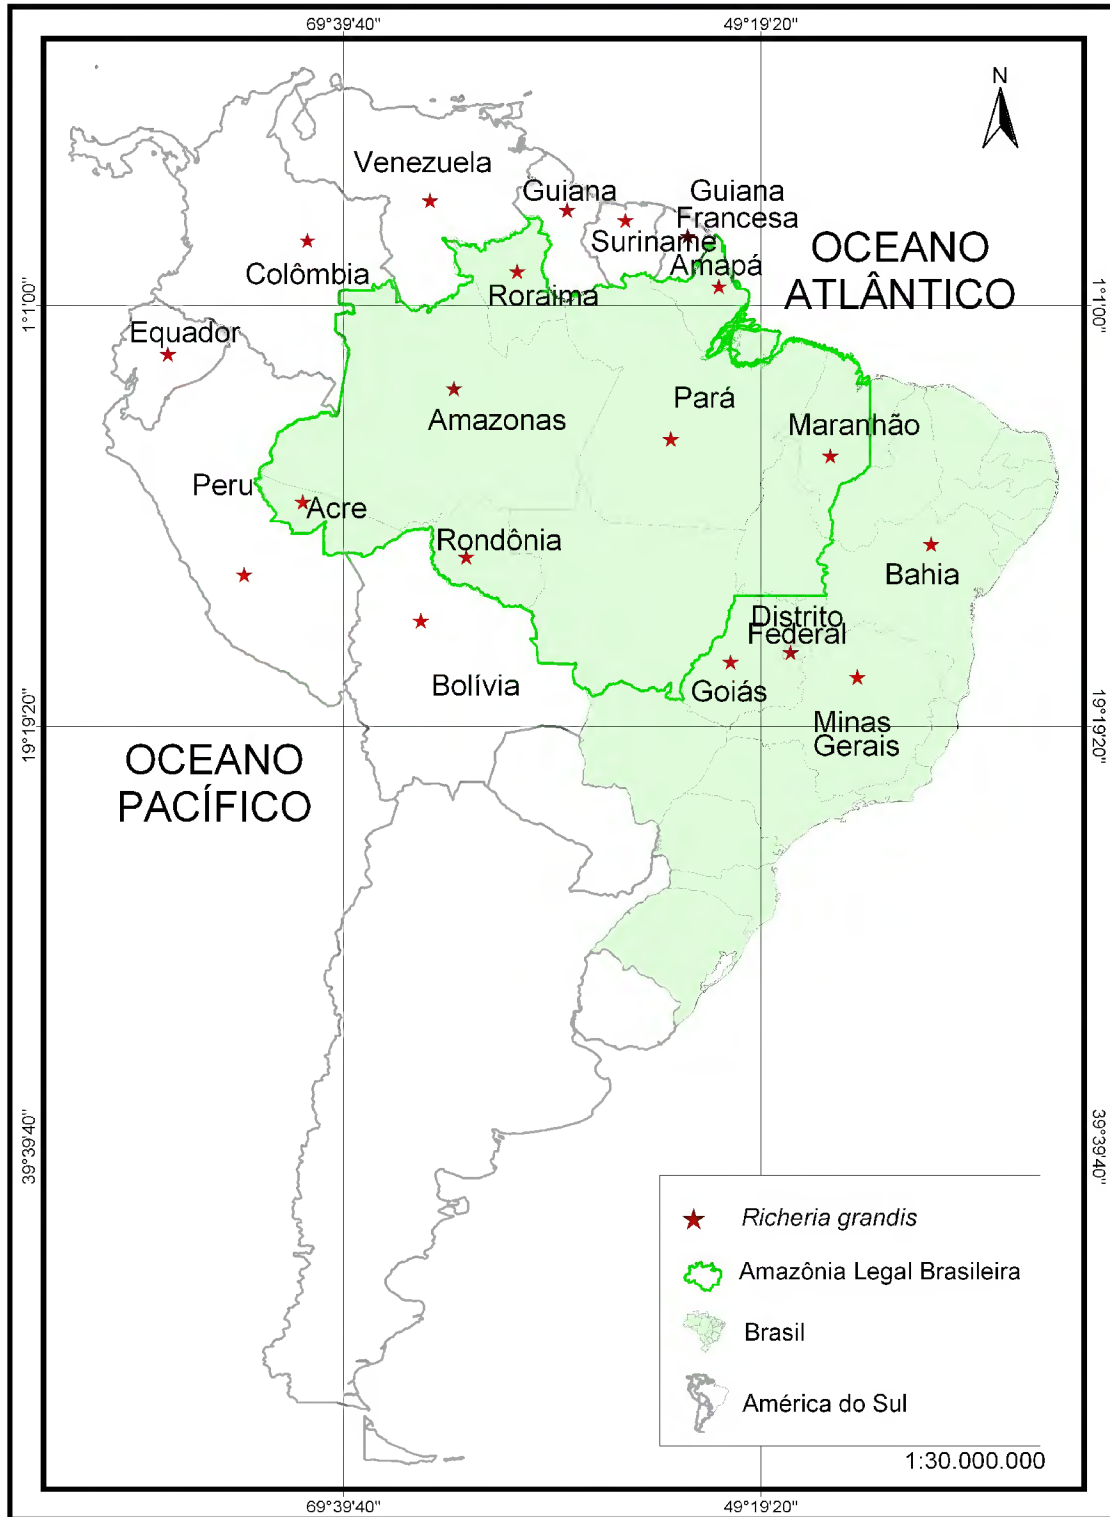 69°39'40"
49°19'20"
N
Venezuela
Guiana
Guiana
Francesa
Suriname
Amapá
OCEANO
ATLÂNTICO
Colômbia
Roraima
1°1'00"
1°1'00"
Equador
Amazonas
Pará
Maranhão
Peru
Acre
Rondônia
Bahia
Distrito
Federal
Bolívia
Goiás
Minas
Gerais
19°19'20"
19°19'20"
OCEANO
PACÍFICO
39°39'40"
39°39'40"
Richeria grandis
Amazônia Legal Brasileira
Brasil
América do Sul
1:30.000.000
69°39'40"
49°19'20"